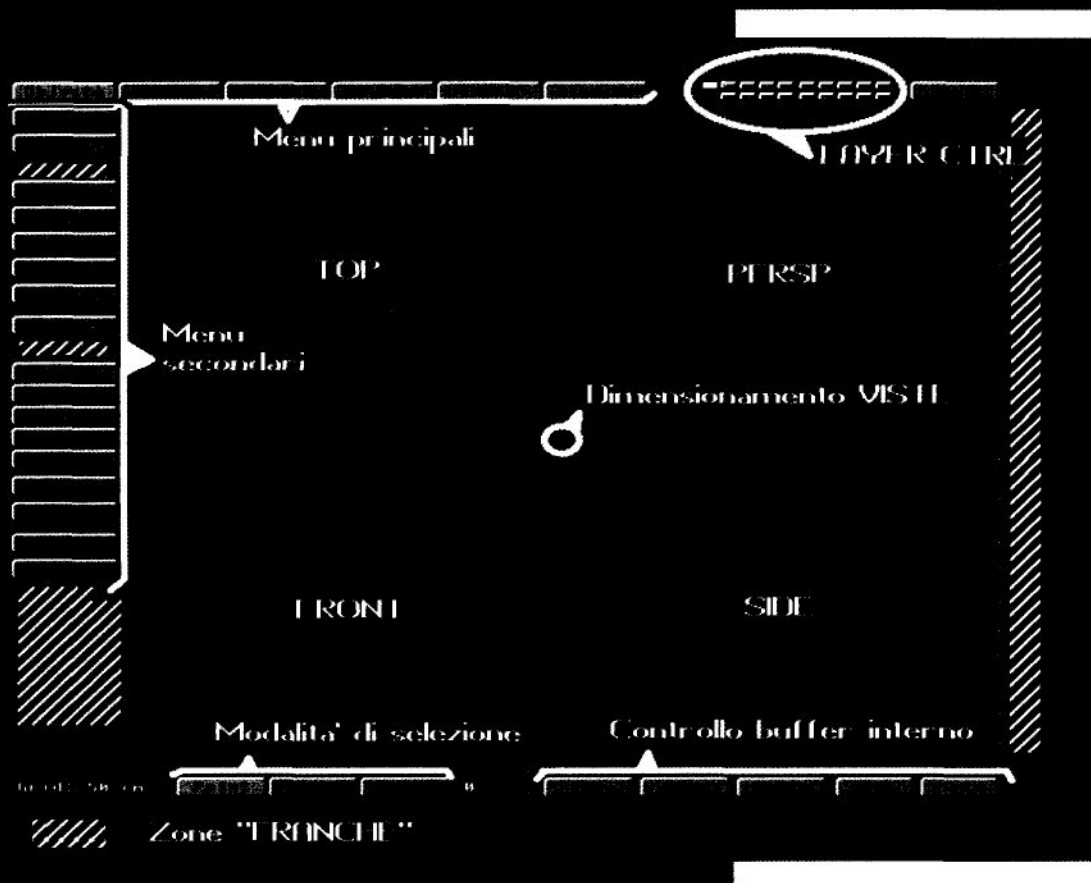 Menu principali
LAYER CTRL
TOP
PERSP
Menu
secondari
Dimensionamento VISTE
FRONT
SIDE
Modalita' di selezione
Controllo buffer interno
0
Zone "FRANCHE"